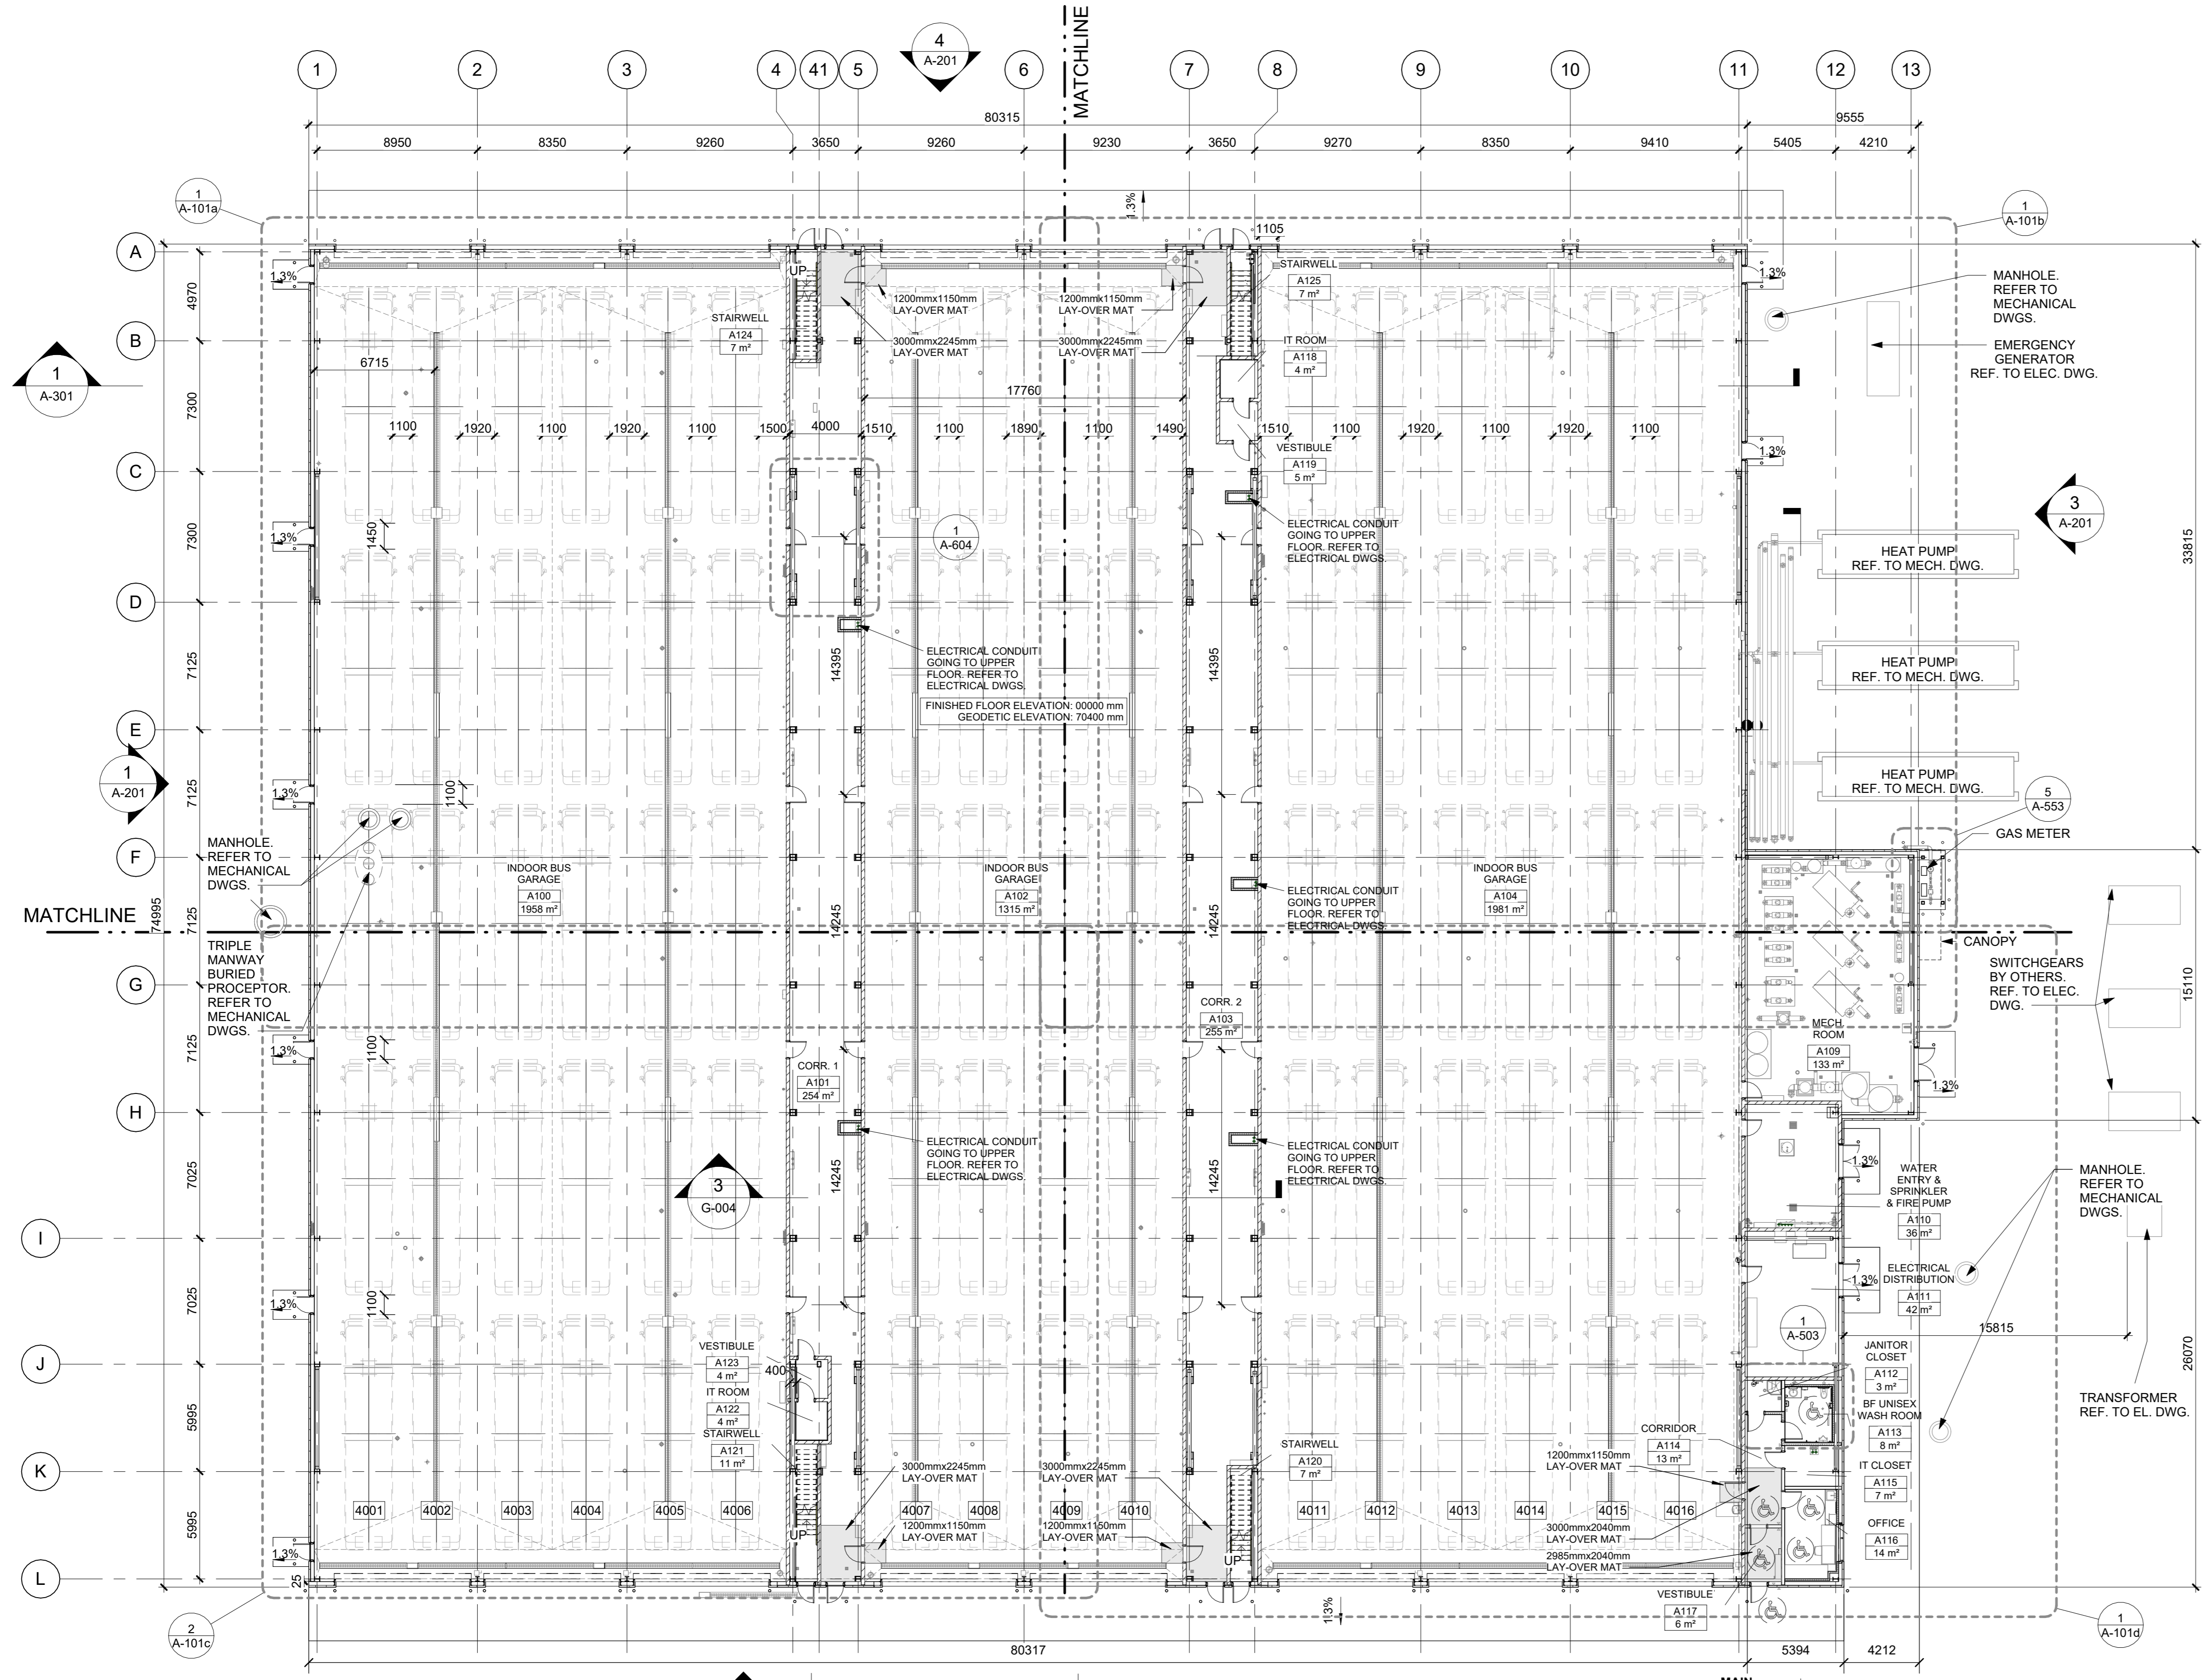 4
A-201
MATCHLINE
1
2
3
4
41
5
6
7
8
9
10
11
12
13
80315
9555
8950
8350
9260
3650
9260
9230
3650
9270
8350
9410
5405
4210
1
A-101a
1
A-101b
1.3%
1105
A
B
C
D
E
F
G
H
I
J
K
L
4970
7300
7300
7125
7125
7125
7125
7025
7025
5995
5995
74995
25
1
A-301
1
A-201
1.3%
1.3%
1.3%
1.3%
1.3%
1.3%
UP
STAIRWELL
A124
7 m²
1200mmx1150mm
LAY-OVER MAT
3000mmx2245mm
LAY-OVER MAT
1200mmx1150mm
LAY-OVER MAT
3000mmx2245mm
LAY-OVER MAT
STAIRWELL
A125
7 m²
IT ROOM
A118
4 m²
VESTIBULE
A119
5 m²
1.3%
1.3%
MANHOLE.
REFER TO
MECHANICAL
DWGS.
EMERGENCY
GENERATOR
REF. TO ELEC. DWG.
6715
17760
1100
1920
1100
1920
1100
1500
4000
1510
1100
1890
1100
1490
1510
1100
1920
1100
1920
1100
1450
1
A-604
3
A-201
33815
ELECTRICAL CONDUIT
GOING TO UPPER
FLOOR. REFER TO
ELECTRICAL DWGS.
HEAT PUMP
REF. TO MECH. DWG.
HEAT PUMP
REF. TO MECH. DWG.
HEAT PUMP
REF. TO MECH. DWG.
ELECTRICAL CONDUIT
GOING TO UPPER
FLOOR. REFER TO
ELECTRICAL DWGS.
14395
14395
FINISHED FLOOR ELEVATION: 00000 mm
GEODETIC ELEVATION: 70400 mm
1100
5
A-553
GAS METER
MANHOLE.
REFER TO
MECHANICAL
DWGS.
INDOOR BUS
GARAGE
A100
1958 m²
INDOOR BUS
GARAGE
A102
1315 m²
INDOOR BUS
GARAGE
A104
1981 m²
ELECTRICAL CONDUIT
GOING TO UPPER
FLOOR. REFER TO
ELECTRICAL DWGS.
14245
14245
MATCHLINE
CANOPY
TRIPLE
MANWAY
BURIED
PROCEPTOR.
REFER TO
MECHANICAL
DWGS.
SWITCHGEARS
BY OTHERS.
REF. TO ELEC.
DWG.
15110
CORR. 2
A103
255 m²
MECH.
ROOM
A109
133 m²
1.3%
1100
CORR. 1
A101
254 m²
ELECTRICAL CONDUIT
GOING TO UPPER
FLOOR. REFER TO
ELECTRICAL DWGS.
ELECTRICAL CONDUIT
GOING TO UPPER
FLOOR. REFER TO
ELECTRICAL DWGS.
14245
14245
3
G-004
1.3%
WATER
ENTRY &
SPRINKLER
& FIRE PUMP
A110
36 m²
MANHOLE.
REFER TO
MECHANICAL
DWGS.
1100
1.3%
ELECTRICAL
DISTRIBUTION
A111
42 m²
1
A-503
15815
26070
VESTIBULE
A123
4 m²
400
IT ROOM
A122
4 m²
STAIRWELL
A121
11 m²
JANITOR
CLOSET
A112
3 m²
BF UNISEX
WASH ROOM
A113
8 m²
TRANSFORMER
REF. TO EL. DWG.
STAIRWELL
A120
7 m²
CORRIDOR
A114
13 m²
IT CLOSET
A115
7 m²
1200mmx1150mm
LAY-OVER MAT
3000mmx2245mm
LAY-OVER MAT
3000mmx2245mm
LAY-OVER MAT
4001
4002
4003
4004
4005
4006
4007
4008
4009
4010
4011
4012
4013
4014
4015
4016
UP
1200mmx1150mm
LAY-OVER MAT
1200mmx1150mm
LAY-OVER MAT
UP
3000mmx2040mm
LAY-OVER MAT
2985mmx2040mm
LAY-OVER MAT
OFFICE
A116
14 m²
VESTIBULE
A117
6 m²
1.3%
2
A-101c
1
A-101d
80317
5394
4212
MAIN